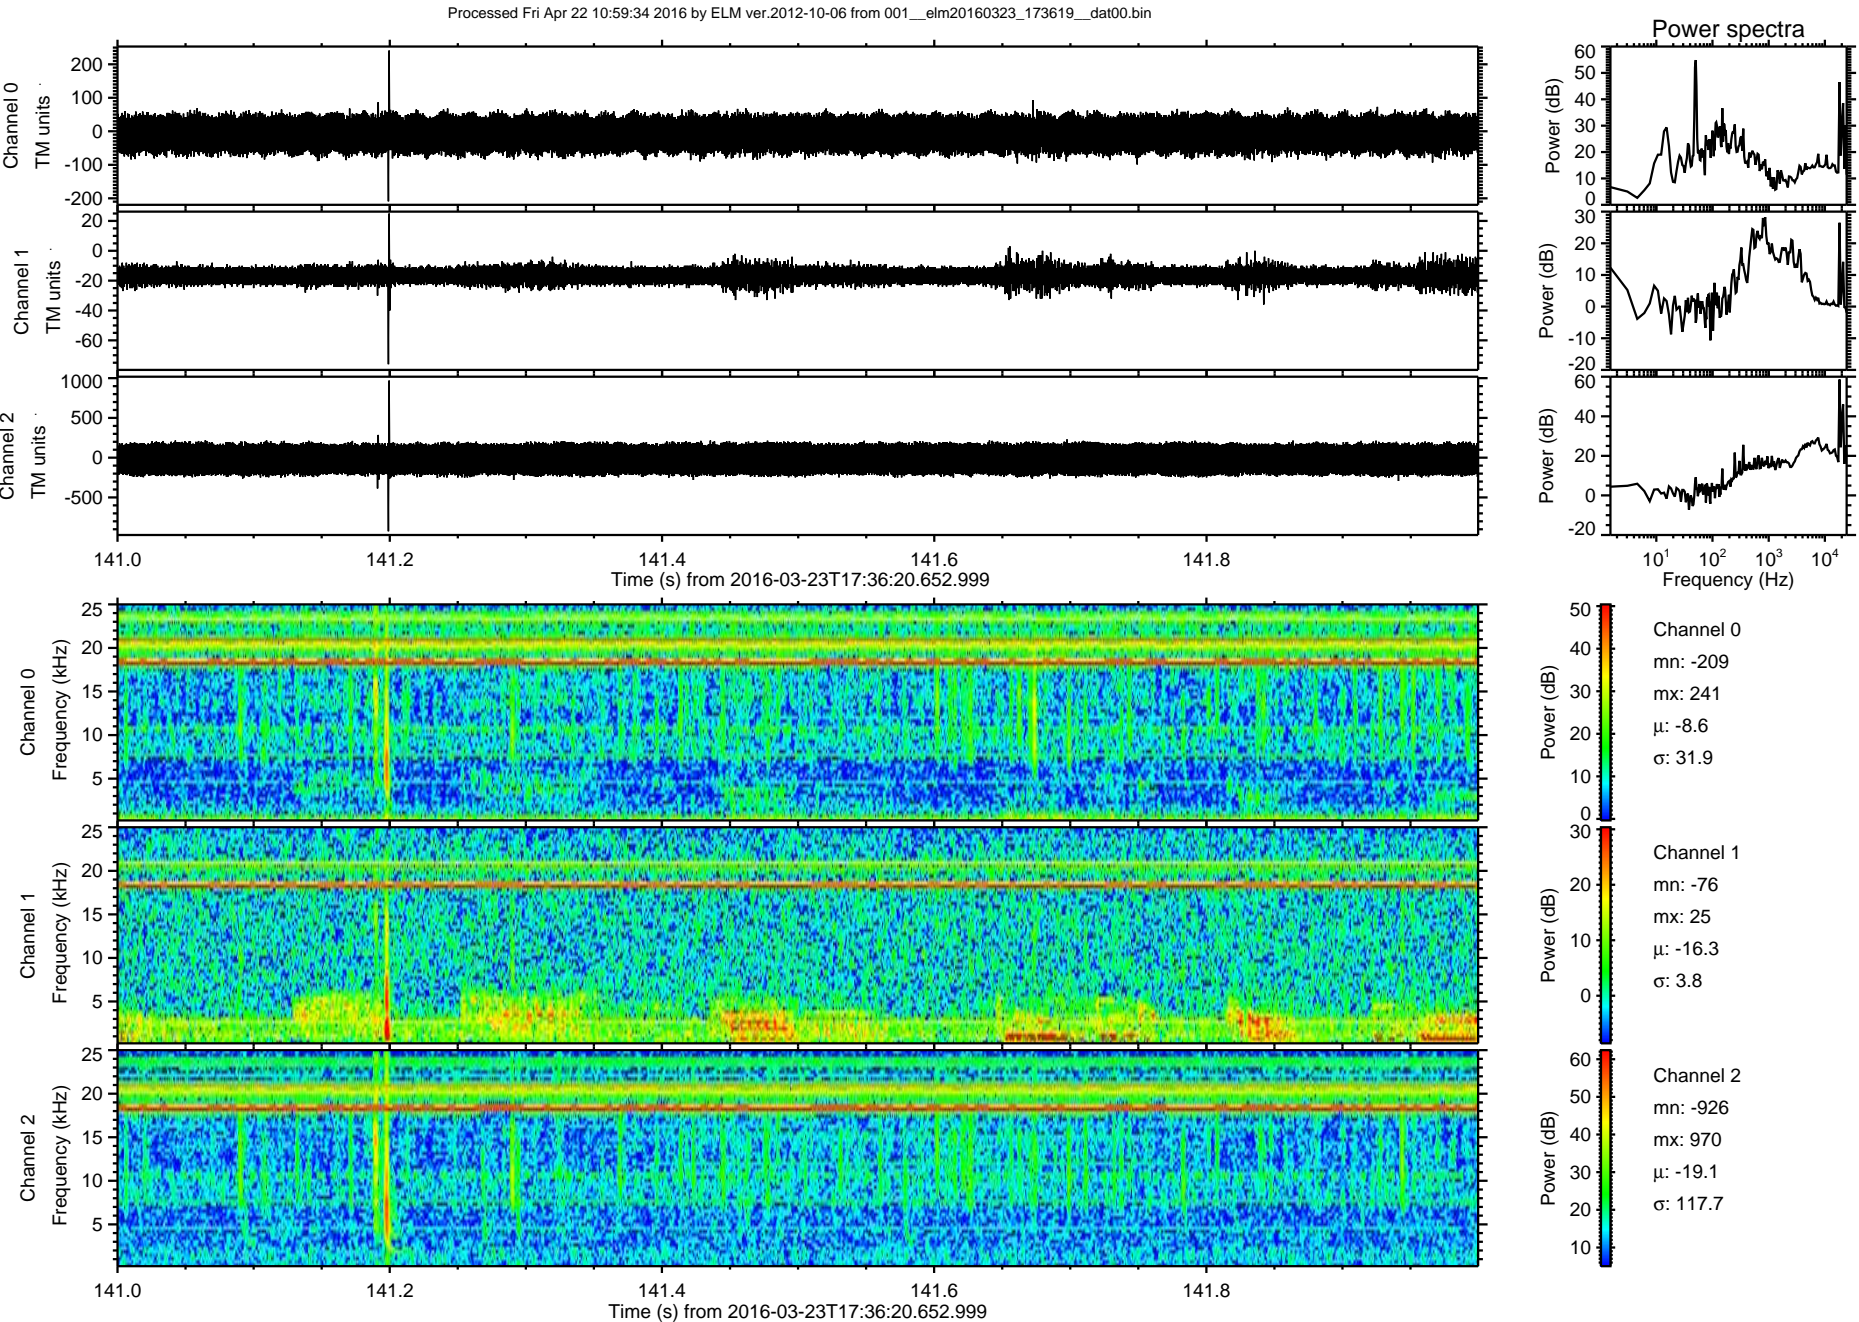 Processed Fri Apr 22 10:59:34 2016 by ELM ver.2012-10-06 from 001__elm20160323_173619__dat00.bin
Power spectra
Channel 0
TM units
200
100
0
-100
-200
Power (dB)
60
50
40
30
20
10
0
Channel 1
TM units
20
0
-20
-40
-60
Power (dB)
30
20
10
0
-10
-20
Channel 2
TM units
1000
500
0
-500
Power (dB)
60
40
20
0
-20
141.0 141.2 141.4 141.6 141.8
Time (s) from 2016-03-23T17:36:20.652.999
10¹ 10² 10³ 10⁴
Frequency (Hz)
Channel 0
Frequency (kHz)
25
20
15
10
5
Power (dB)
50
40
30
20
10
0
Channel 0
mn: -209
mx: 241
μ: -8.6
σ: 31.9
Channel 1
Frequency (kHz)
25
20
15
10
5
Power (dB)
30
20
10
0
Channel 1
mn: -76
mx: 25
μ: -16.3
σ: 3.8
Channel 2
Frequency (kHz)
25
20
15
10
5
Power (dB)
60
50
40
30
20
10
Channel 2
mn: -926
mx: 970
μ: -19.1
σ: 117.7
141.0 141.2 141.4 141.6 141.8
Time (s) from 2016-03-23T17:36:20.652.999